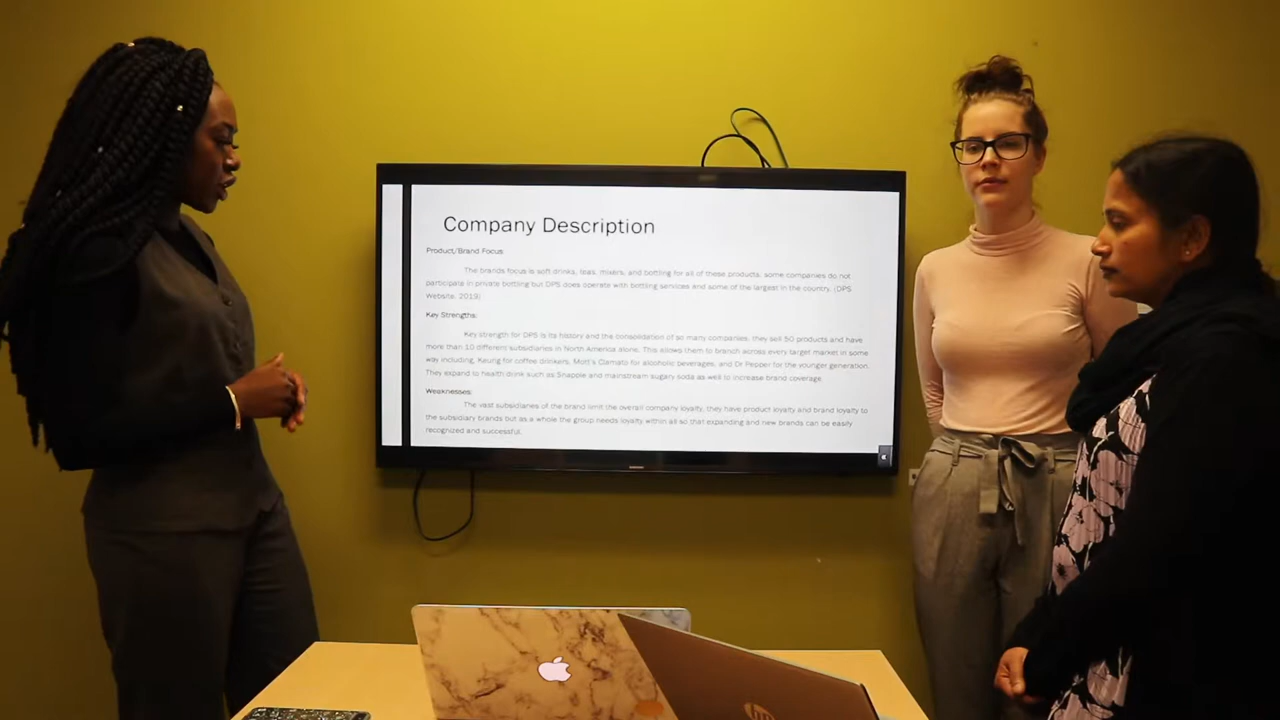 Company Description
Product/Brand Focus
The brands focus is soft drinks, teas, mixers, and bottling for all of these products, some companies do not
participate in private bottling but DPS does operate with bottling services and some of the largest in the country. (DPS
Website, 2019)
Key Strengths:
Key strength for DPS is its history and the consolidation of so many companies, they sell 50 products and have
more than 10 different subsidiaries in North America alone. This allows them to branch across every target market in some
way including, Keurig for coffee drinkers, Mott's Clamato for alcoholic beverages, and Dr Pepper for the younger generation.
They expand to health drink such as Snapple and mainstream sugary soda as well to increase brand coverage.
Weaknesses:
The vast subsidiaries of the brand limit the overall company loyalty, they have product loyalty and brand loyalty to
the subsidiary brands but as a whole the group needs loyalty within all so that expanding and new brands can be easily
recognized and successful.
SAMSUNG
hp